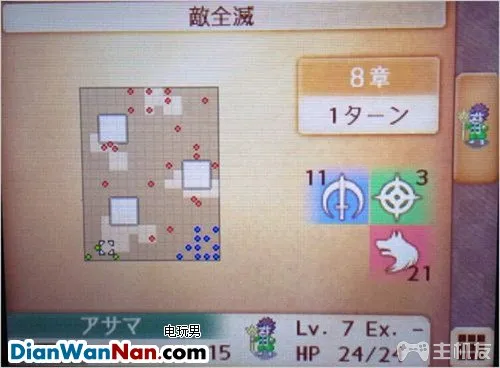 敵全滅
8章
1ターン
11
3
21
アサマ
电玩男
Lv. 7 Ex. –
DianWanNan.com
15
HP 24/24
主机友